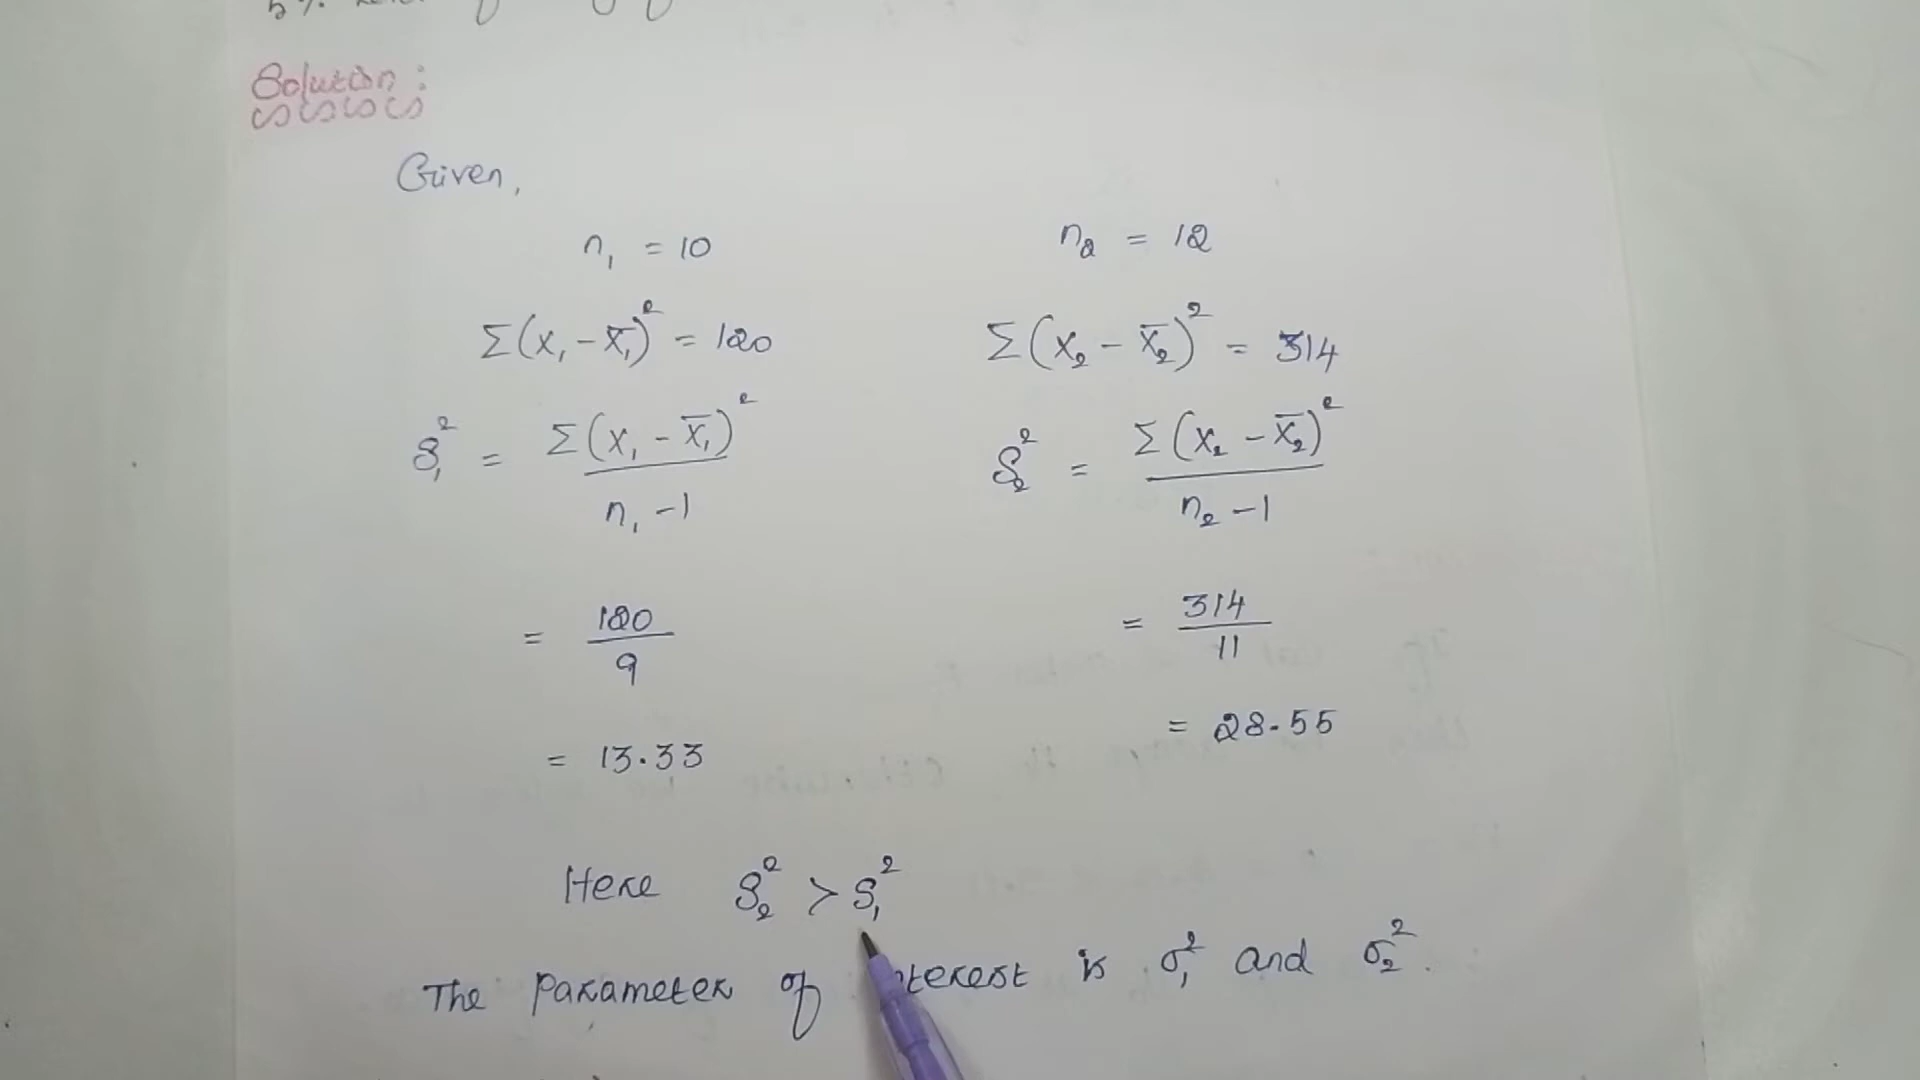 5%.
Solution :
Given,
n₁ = 10
n₂ = 12
Σ(x₁ - x̄₁)² = 120
Σ(x₂ - x̄₂)² = 314
S₁² = Σ(x₁ - x̄₁)² / n₁ - 1
S₂² = Σ(x₂ - x̄₂)² / n₂ - 1
= 120 / 9
= 314 / 11
= 13.33
= 28.55
Here S₂² > S₁²
The parameter of interest is σ₁² and σ₂².